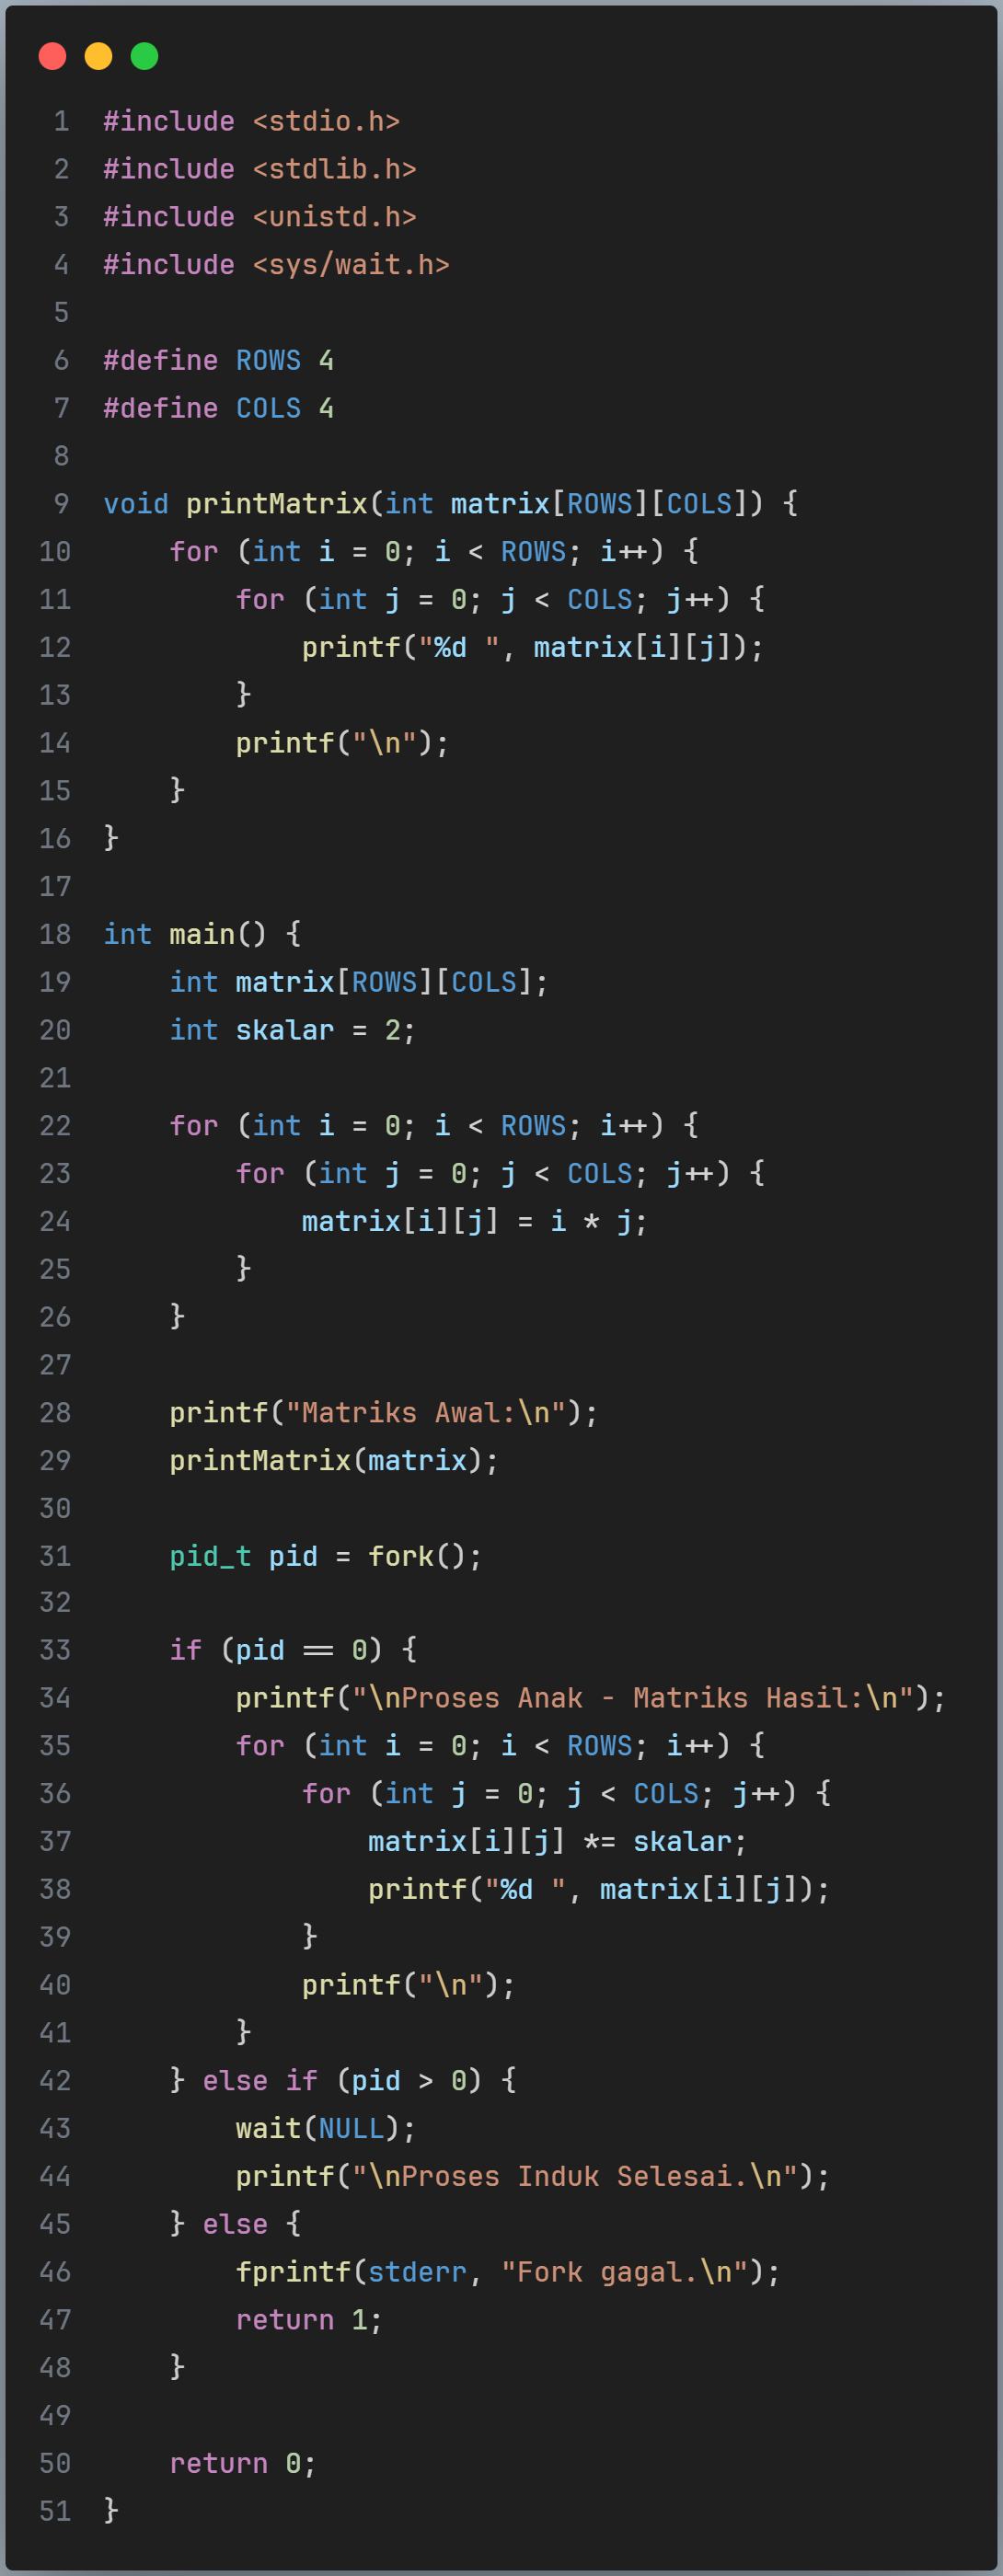 1 #include <stdio.h>
2 #include <stdlib.h>
3 #include <unistd.h>
4 #include <sys/wait.h>
5
6 #define ROWS 4
7 #define COLS 4
8
9 void printMatrix(int matrix[ROWS][COLS]) {
10     for (int i = 0; i < ROWS; i++) {
11         for (int j = 0; j < COLS; j++) {
12             printf("%d ", matrix[i][j]);
13         }
14         printf("\n");
15     }
16 }
17
18 int main() {
19     int matrix[ROWS][COLS];
20     int skalar = 2;
21
22     for (int i = 0; i < ROWS; i++) {
23         for (int j = 0; j < COLS; j++) {
24             matrix[i][j] = i * j;
25         }
26     }
27
28     printf("Matriks Awal:\n");
29     printMatrix(matrix);
30
31     pid_t pid = fork();
32
33     if (pid == 0) {
34         printf("\nProses Anak - Matriks Hasil:\n");
35         for (int i = 0; i < ROWS; i++) {
36             for (int j = 0; j < COLS; j++) {
37                 matrix[i][j] *= skalar;
38                 printf("%d ", matrix[i][j]);
39             }
40             printf("\n");
41         }
42     } else if (pid > 0) {
43         wait(NULL);
44         printf("\nProses Induk Selesai.\n");
45     } else {
46         fprintf(stderr, "Fork gagal.\n");
47         return 1;
48     }
49
50     return 0;
51 }